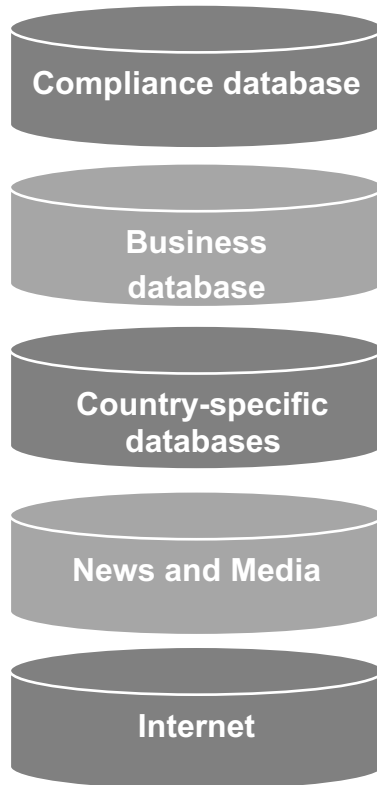 Compliance database
Business
database
Country-specific
databases
News and Media
Internet